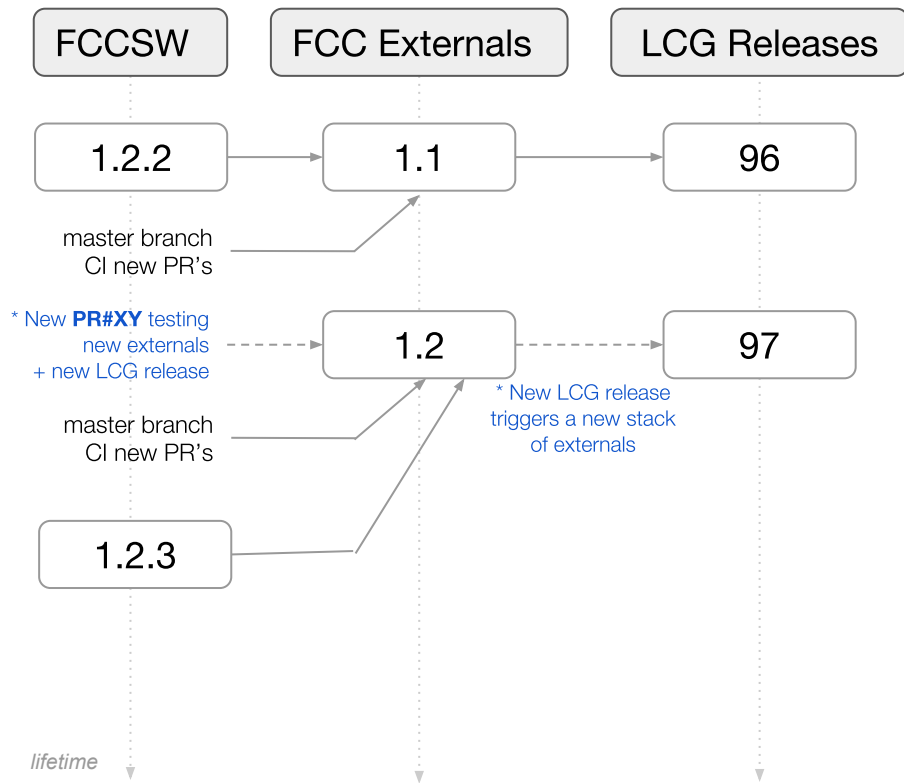 FCCSW
FCC Externals
LCG Releases
1.2.2
1.1
96
master branch
CI new PR's
* New PR#XY testing
new externals
+ new LCG release
1.2
97
* New LCG release
triggers a new stack
of externals
master branch
CI new PR's
1.2.3
lifetime